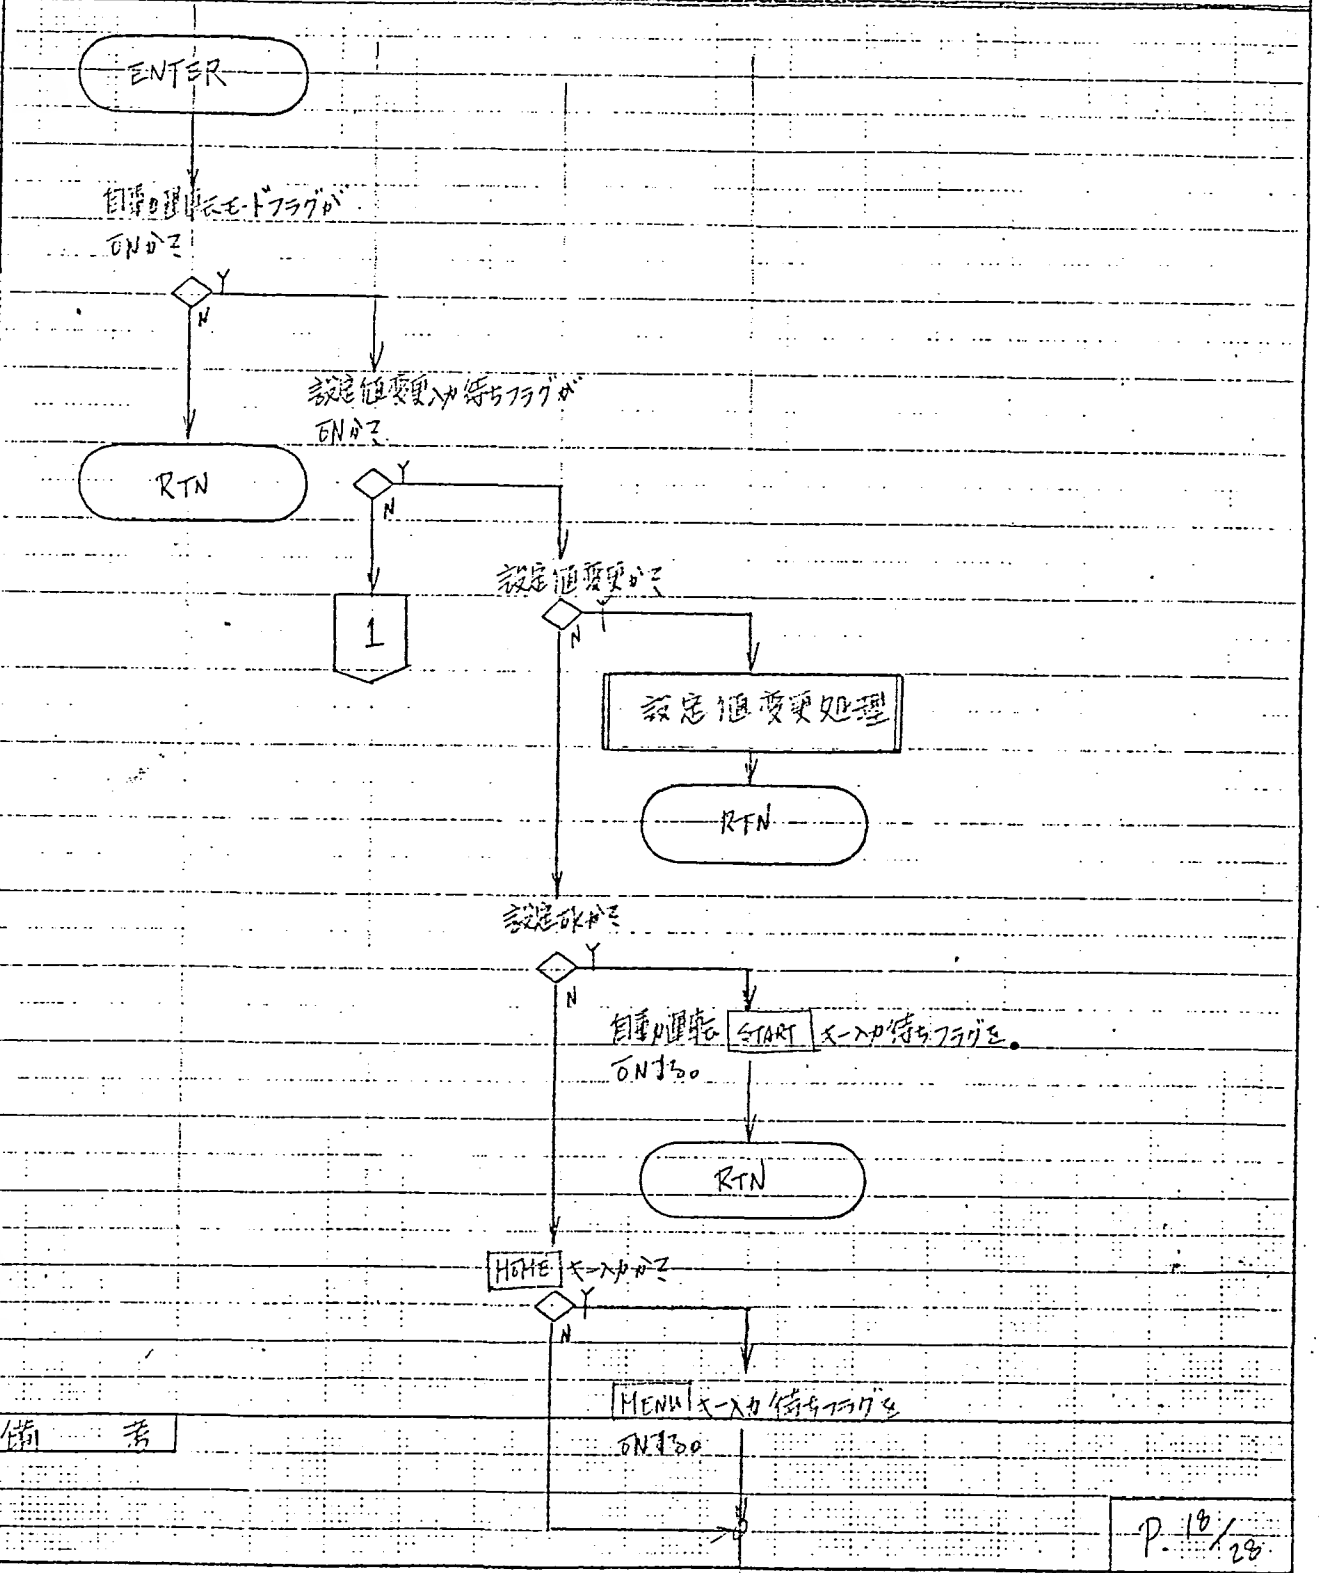 ENTER
自動運転モードフラグが
ONかで
Y
N
設定値変更入力待ちフラグが
ONかで
RTN
Y
N
設定値変更かで
1
Y
N
設定値変更処理
RTN
設定OKかで
Y
N
自動運転 START キー入力待ちフラグを
ONする。
RTN
HOME キー入力かで
Y
N
MENU キー入力待ちフラグを
ONする。
備 考
P. 18/28